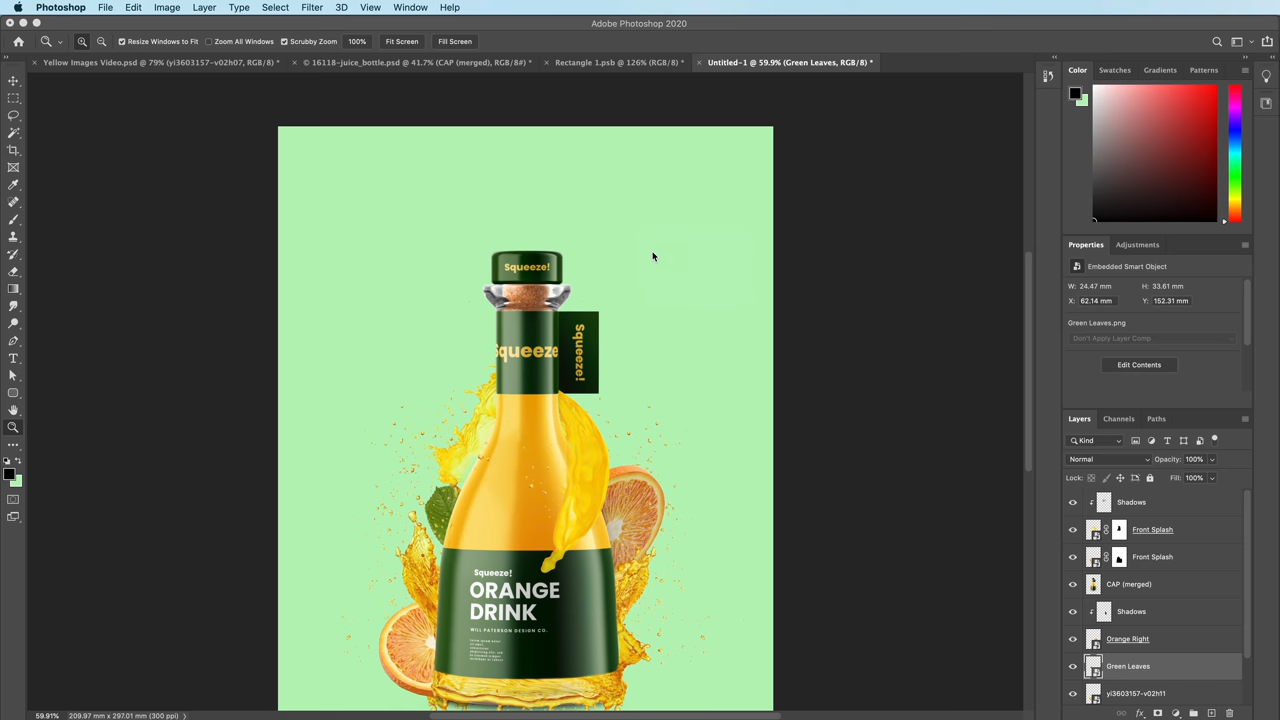 Photoshop File Edit Image Layer Type Select Filter 3D View Window Help
Adobe Photoshop 2020
Resize Windows to Fit Zoom All Windows Scrubby Zoom 100% Fit Screen Fill Screen
Yellow Images Video.psd @ 79% (yi3603157-v02h07, RGB/8) * © 16118-juice_bottle.psd @ 41.7% (CAP (merged), RGB/8#) * Rectangle 1.psb @ 126% (RGB/8) * Untitled-1 @ 59.9% (Green Leaves, RGB/8) *
Color Swatches Gradients Patterns
Properties Adjustments
Embedded Smart Object
W: 24.47 mm H: 33.61 mm
X: 62.14 mm Y: 152.31 mm
Green Leaves.png
Don't Apply Layer Comp
Edit Contents
Layers Channels Paths
Kind
Normal Opacity: 100%
Lock: Fill: 100%
Shadows
Front Splash
Front Splash
CAP (merged)
Shadows
Orange Right
Green Leaves
yi3603157-v02h11
Squeeze!
Squeeze
Squeeze!
Squeeze!
ORANGE
DRINK
WILL PATERSON DESIGN CO.
59.91% 209.97 mm x 297.01 mm (300 ppi)